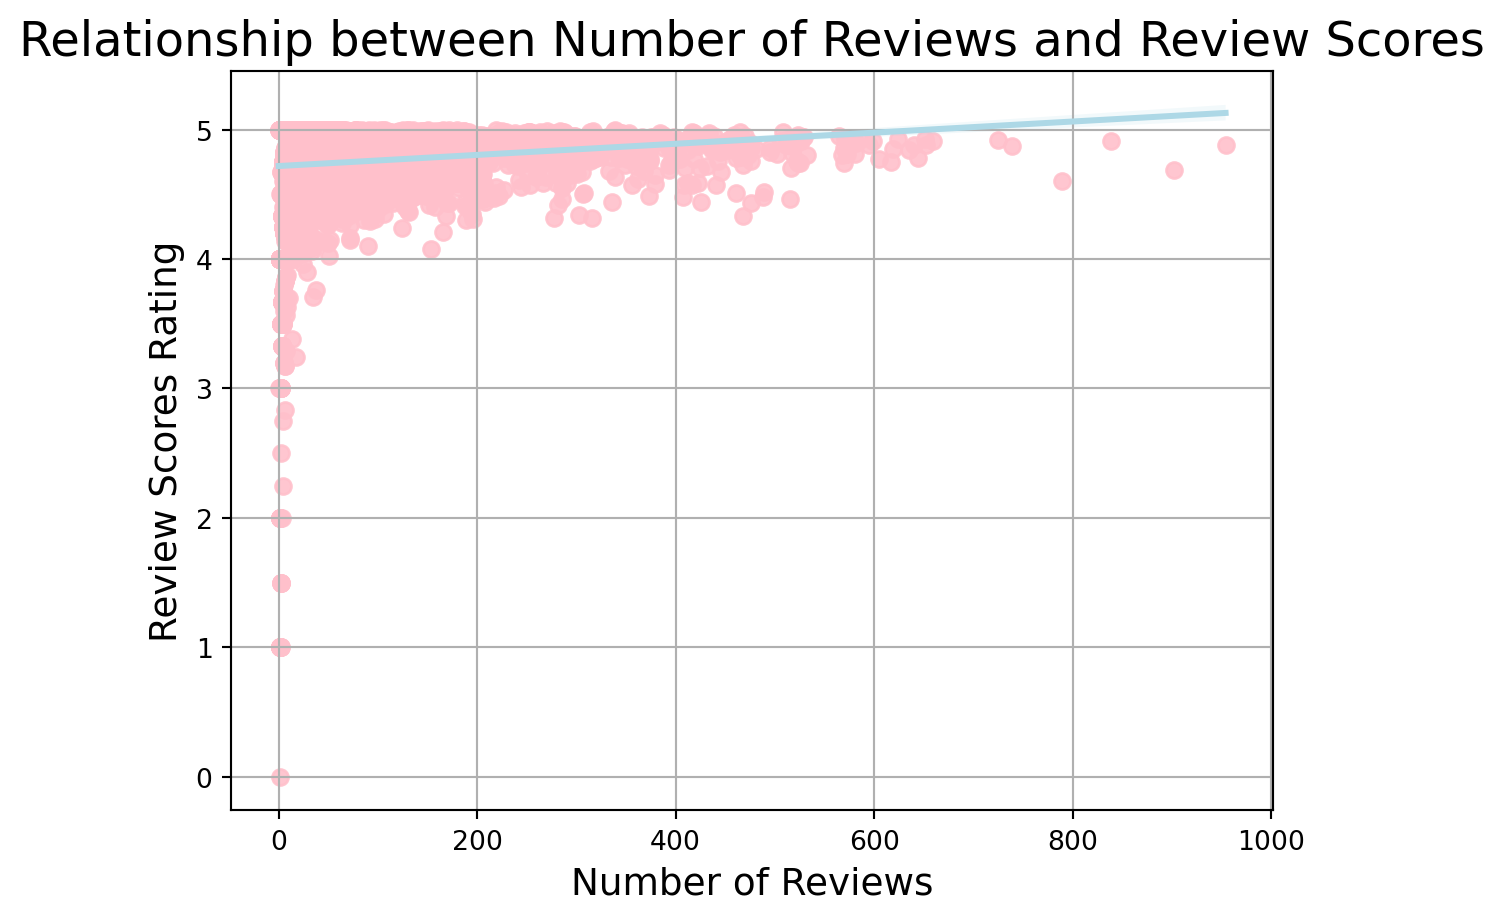 Relationship between Number of Reviews and Review Scores
Review Scores Rating
5
4
3
2
1
0
0 200 400 600 800 1000
Number of Reviews